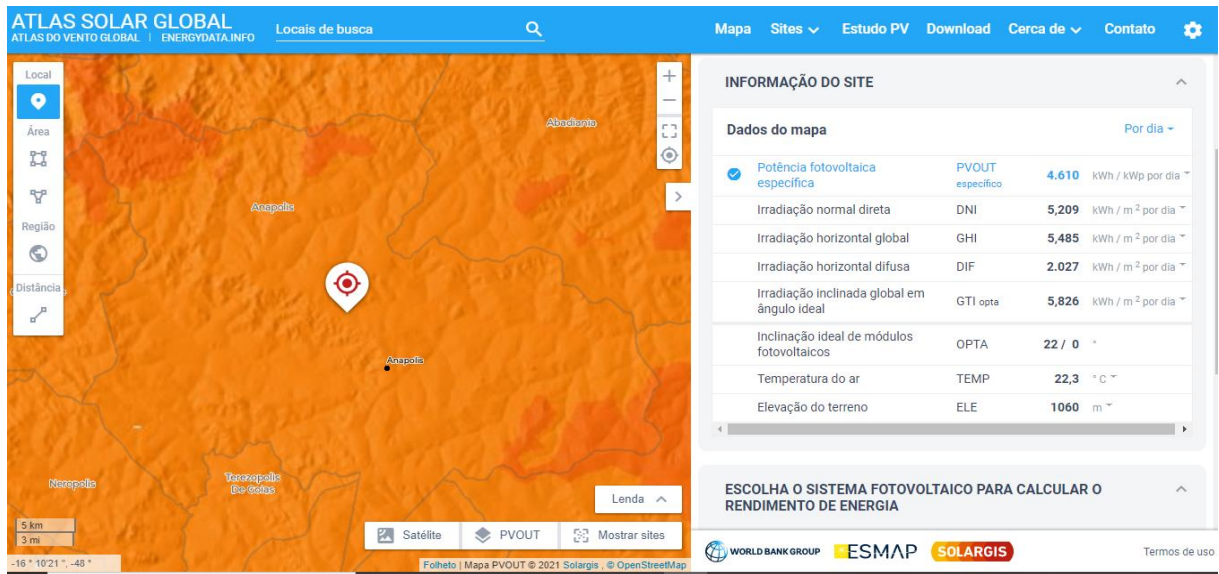 ATLAS SOLAR GLOBAL
ATLAS DO VENTO GLOBAL | ENERGYDATA.INFO
Locais de busca
Mapa Sites Estudo PV Download Cerca de Contato
Local
Área
Região
Distância
Abadiania
Anapolis
Anapolis
Neropolis
Terezopolis
De Goias
Lenda
5 km
3 mi
Satélite PVOUT Mostrar sites
-16 ° 10'21 ", -48 °
Folheto | Mapa PVOUT © 2021 Solargis , © OpenStreetMap
INFORMAÇÃO DO SITE
Dados do mapa Por dia
Potência fotovoltaica PVOUT 4.610 kWh / kWp por dia
específica específico
Irradiação normal direta DNI 5,209 kWh / m 2 por dia
Irradiação horizontal global GHI 5,485 kWh / m 2 por dia
Irradiação horizontal difusa DIF 2.027 kWh / m 2 por dia
Irradiação inclinada global em GTI opta 5,826 kWh / m 2 por dia
ângulo ideal
Inclinação ideal de módulos OPTA 22 / 0 °
fotovoltaicos
Temperatura do ar TEMP 22,3 ° C
Elevação do terreno ELE 1060 m
ESCOLHA O SISTEMA FOTOVOLTAICO PARA CALCULAR O
RENDIMENTO DE ENERGIA
WORLD BANK GROUP ESMAP SOLARGIS Termos de uso